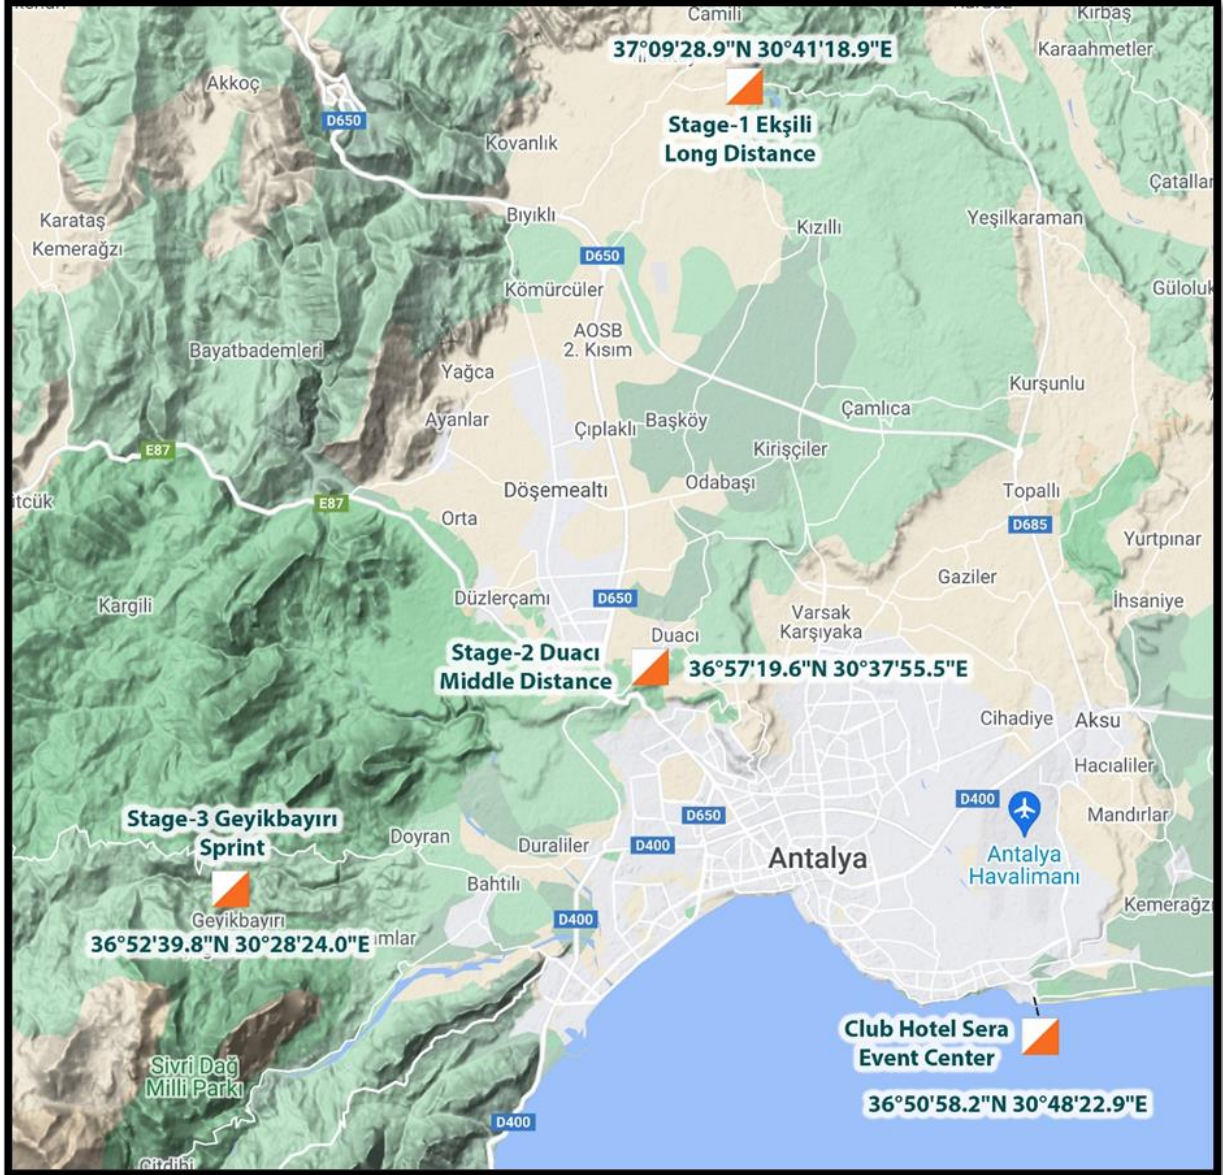 Camili
Kırbaş
37°09'28.9"N 30°41'18.9"E
Karaahmetler
Akkoç
D650
Stage-1 Ekşili
Long Distance
Kovanlık
Çatallar
Karataş
Kemerağzı
Bıyıklı
Yeşilkaraman
Kızıllı
D650
Kömürcüler
Güloluk
AOSB
2. Kısım
Bayatbademleri
Yağca
Kurşunlu
Ayanlar
Çıplaklı
Başköy
Çamlıca
E87
Kirişçiler
Odabaşı
itcük
E87
Döşemealtı
Topallı
Orta
D685
Yurtpınar
Gaziler
Kargili
Düzlerçamı
D650
İhsaniye
Varsak
Karşıyaka
Duacı
Stage-2 Duacı
Middle Distance
36°57'19.6"N 30°37'55.5"E
Cihadiye
Aksu
Hacıaliler
D400
Stage-3 Geyikbayırı
Sprint
D650
Mandırlar
Doyran
Duraliler
D400
Antalya
Antalya
Havalimanı
Bahtılı
Geyikbayırı
D400
Kemerağzı
36°52'39.8"N 30°28'24.0"E
amlar
Club Hotel Sera
Event Center
Sivri Dağ
Milli Parkı
36°50'58.2"N 30°48'22.9"E
D400
Çitdibi